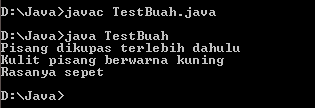 D:\Java>javac TestBuah.java
D:\Java>java TestBuah
Pisang dikupas terlebih dahulu
Kulit pisang berwarna kuning
Rasanya sepet
D:\Java>